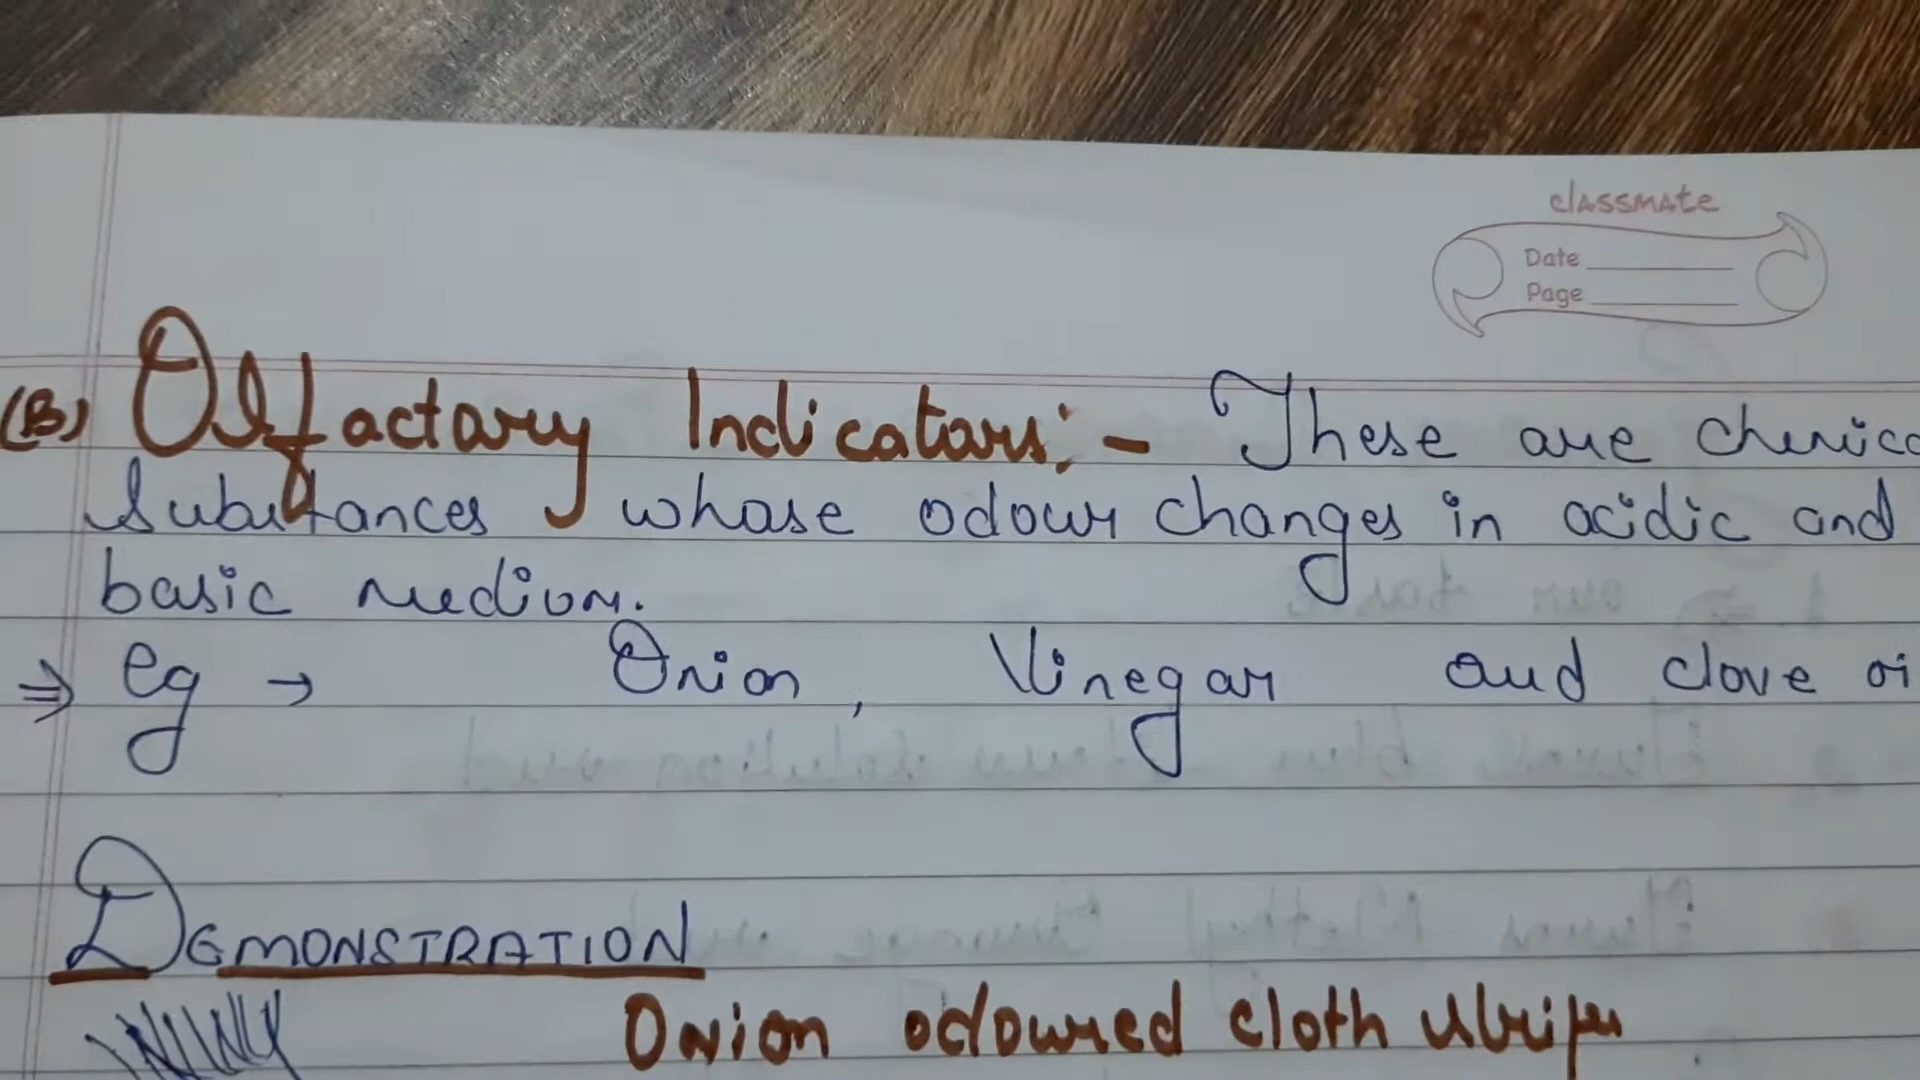 classmate
Date
Page
(B) Olfactory Indicators:- These are chemica
Substances whose odour changes in acidic and
basic medium.
⇒ eg → Onion, Vinegar and clove oi
DEMONSTRATION
Onion odoured cloth strips